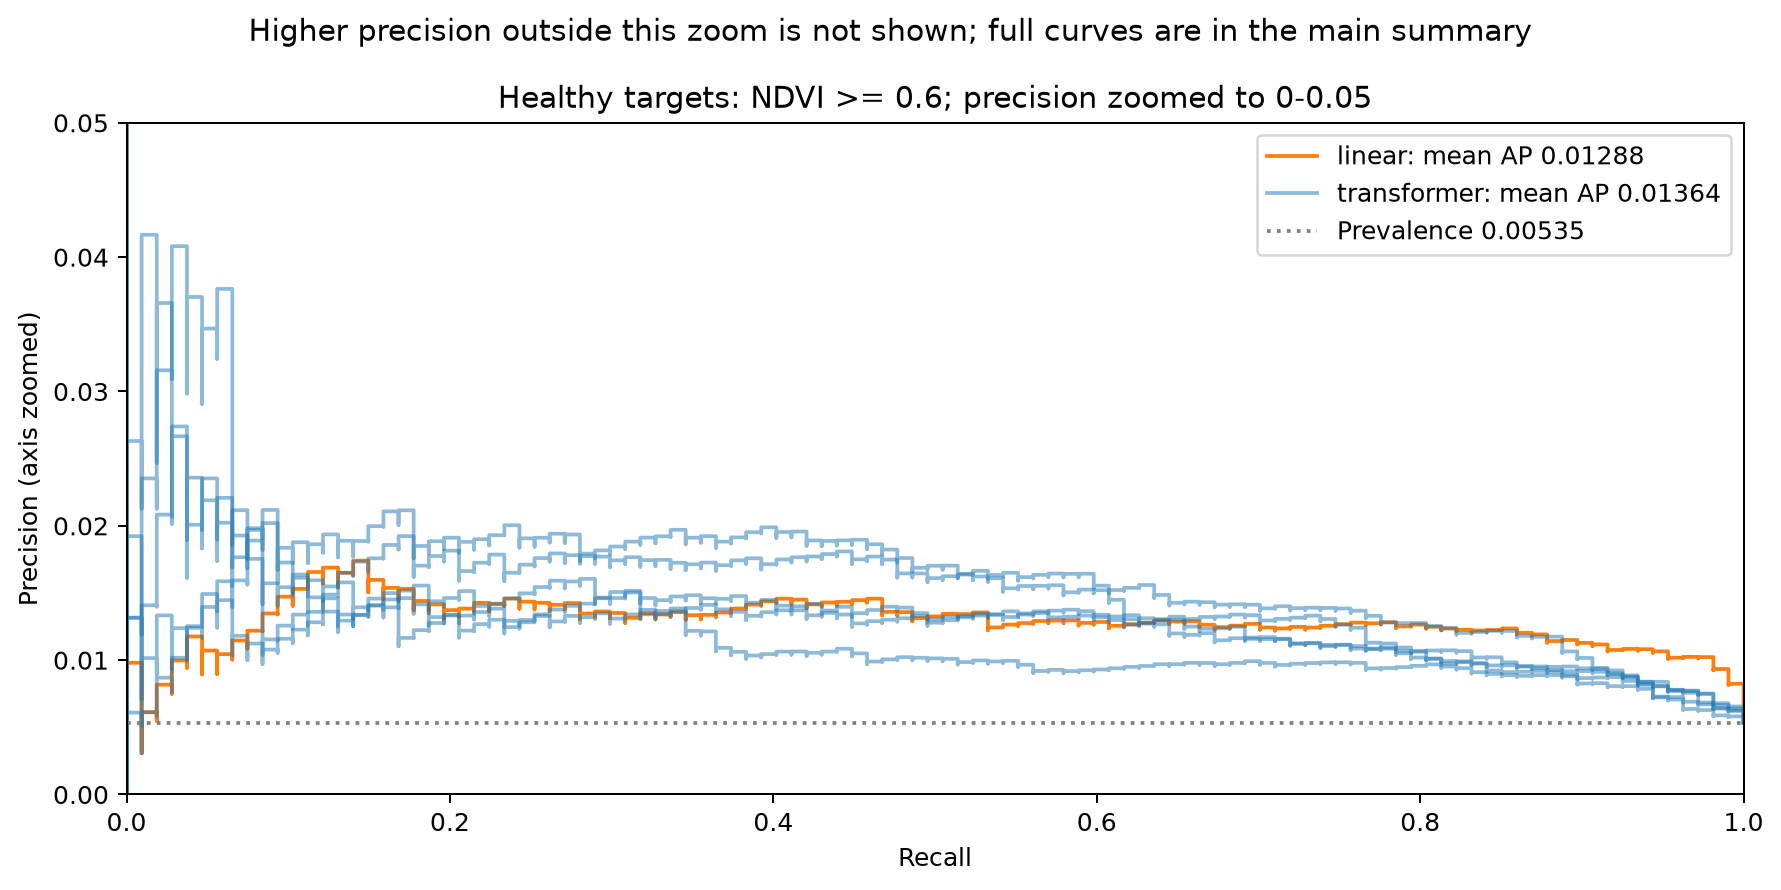 Higher precision outside this zoom is not shown; full curves are in the main summary
Healthy targets: NDVI >= 0.6; precision zoomed to 0-0.05
0.05
0.04
0.03
0.02
0.01
0.00
Precision (axis zoomed)
linear: mean AP 0.01288
transformer: mean AP 0.01364
Prevalence 0.00535
0.0 0.2 0.4 0.6 0.8 1.0
Recall